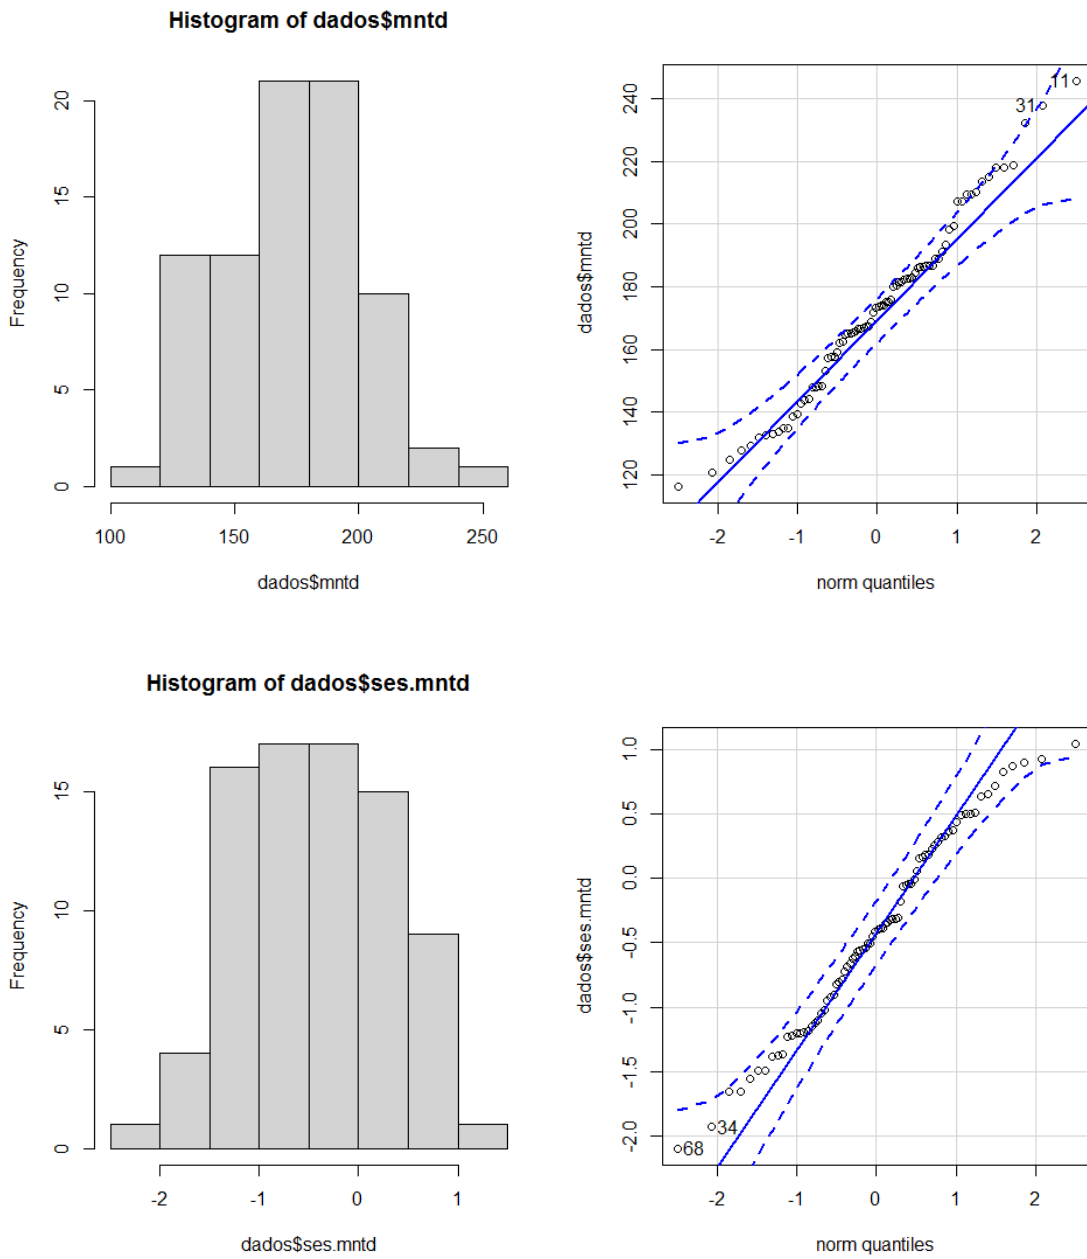 Histogram of dados$mntd
Frequency
0 5 10 15 20
100 150 200 250
dados$mntd
dados$mntd
120 140 160 180 200 220 240
31
11
-2 -1 0 1 2
norm quantiles
Histogram of dados$ses.mntd
Frequency
0 5 10 15
-2 -1 0 1
dados$ses.mntd
dados$ses.mntd
-2.0 -1.5 -1.0 -0.5 0.0 0.5 1.0
68
34
-2 -1 0 1 2
norm quantiles